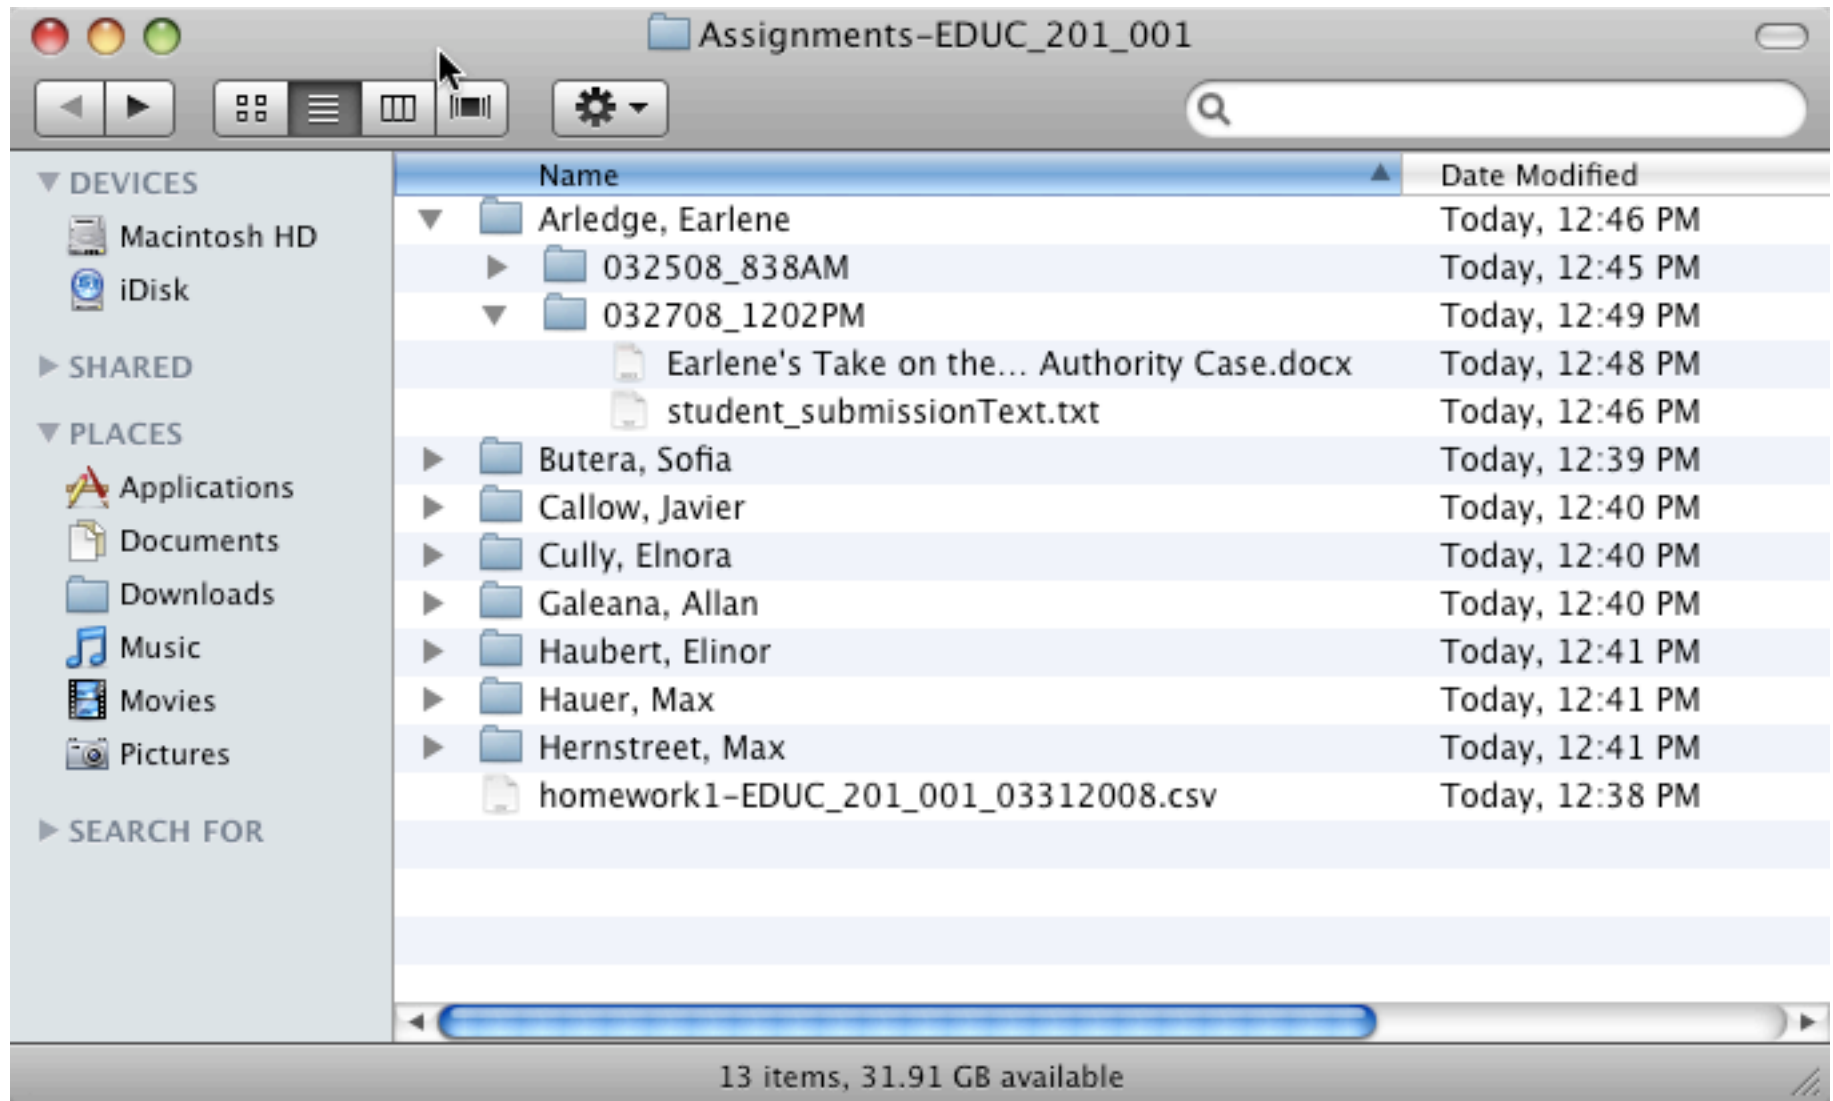 Assignments-EDUC_201_001
DEVICES
Macintosh HD
iDisk
SHARED
PLACES
Applications
Documents
Downloads
Music
Movies
Pictures
SEARCH FOR
Name Date Modified
Arledge, Earlene Today, 12:46 PM
032508_838AM Today, 12:45 PM
032708_1202PM Today, 12:49 PM
Earlene's Take on the... Authority Case.docx Today, 12:48 PM
student_submissionText.txt Today, 12:46 PM
Butera, Sofia Today, 12:39 PM
Callow, Javier Today, 12:40 PM
Cully, Elnora Today, 12:40 PM
Galeana, Allan Today, 12:40 PM
Haubert, Elinor Today, 12:41 PM
Hauer, Max Today, 12:41 PM
Hernstreet, Max Today, 12:41 PM
homework1-EDUC_201_001_03312008.csv Today, 12:38 PM
13 items, 31.91 GB available